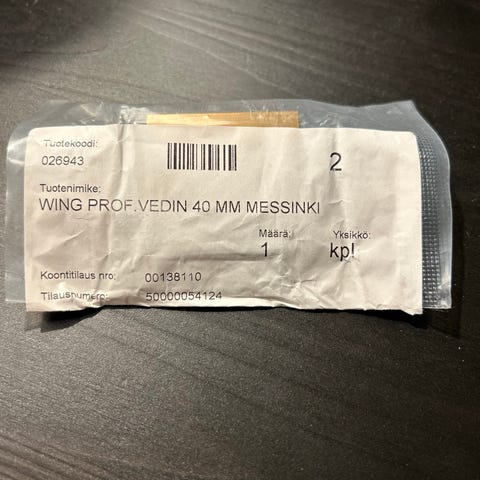 Tuotekoodi:
026943
2
Tuotenimike:
WING PROF.VEDIN 40 MM MESSINKI
Määrä: Yksikkö:
1 kpl
Koontitilaus nro: 00138110
Tilausnumero: 50000054124